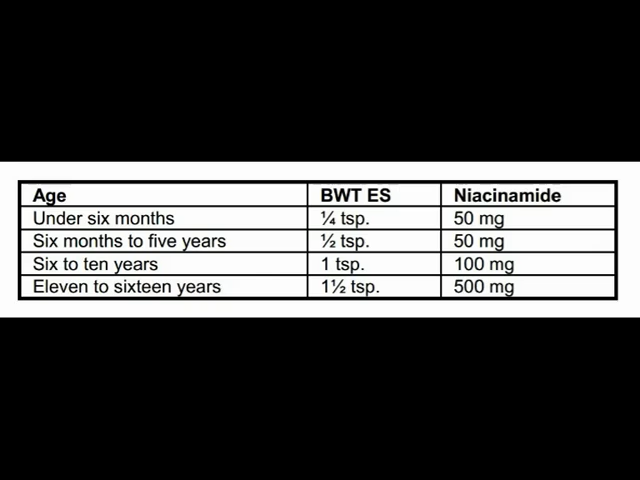 Age BWT ES Niacinamide
Under six months ¼ tsp. 50 mg
Six months to five years ½ tsp. 50 mg
Six to ten years 1 tsp. 100 mg
Eleven to sixteen years 1½ tsp. 500 mg